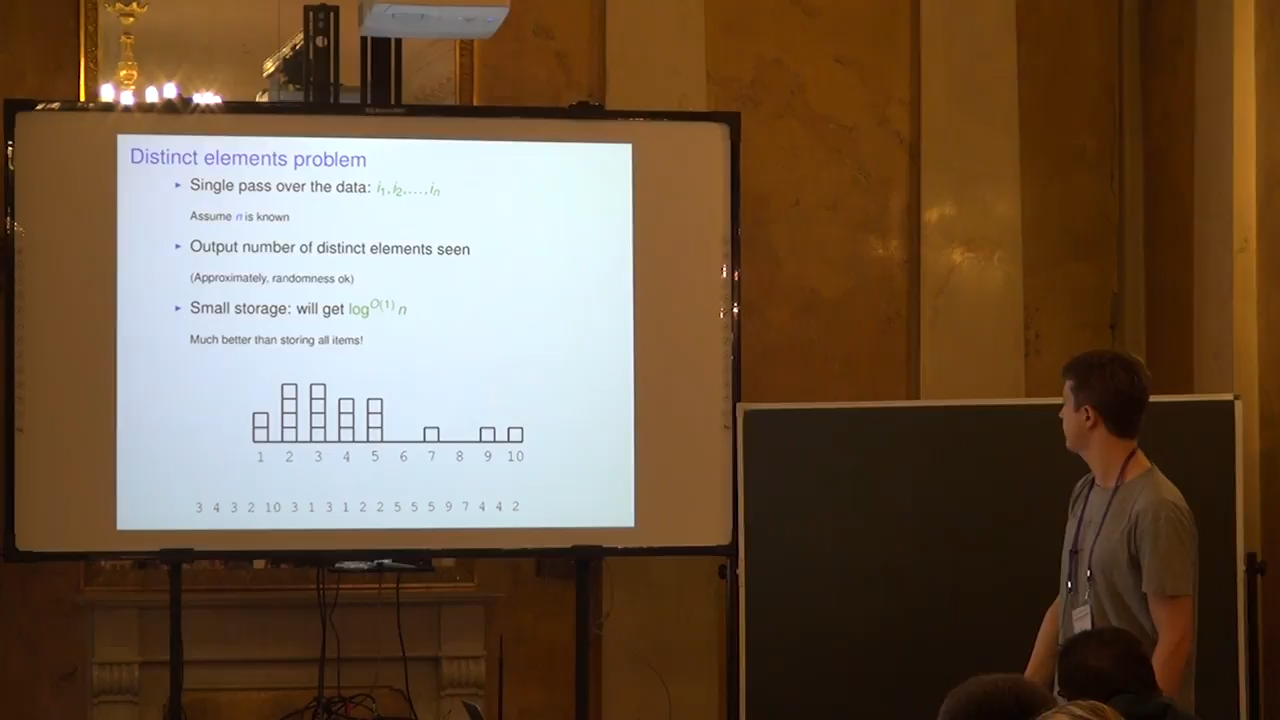 Distinct elements problem
▸ Single pass over the data: i₁, i₂, . . . , iₙ
Assume n is known
▸ Output number of distinct elements seen
(Approximately, randomness ok)
▸ Small storage: will get log^O(1) n
Much better than storing all items!
1 2 3 4 5 6 7 8 9 10
3 4 3 2 10 3 1 3 1 2 2 5 5 5 9 7 4 4 2